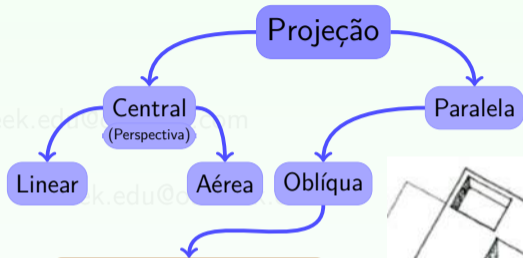 Projeção
Central
(Perspectiva)
Paralela
Linear
Aérea
Oblíqua